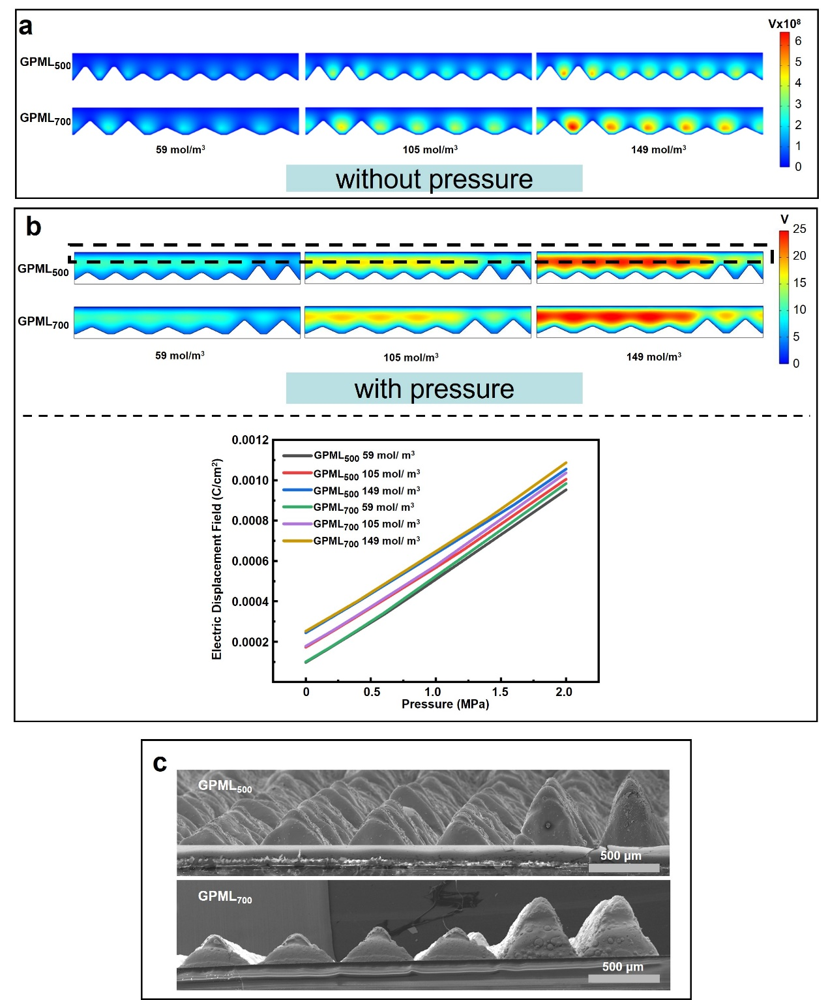 a
Vx10⁸
6
5
4
3
2
1
0
GPML₅₀₀
GPML₇₀₀
59 mol/m³
105 mol/m³
149 mol/m³
without pressure
b
V
25
20
15
10
5
0
GPML₅₀₀
GPML₇₀₀
59 mol/m³
105 mol/m³
149 mol/m³
with pressure
0.0012
0.0010
0.0008
0.0006
0.0004
0.0002
Electric Displacement Field (C/cm²)
GPML₅₀₀ 59 mol/ m³
GPML₅₀₀ 105 mol/ m³
GPML₅₀₀ 149 mol/ m³
GPML₇₀₀ 59 mol/ m³
GPML₇₀₀ 105 mol/ m³
GPML₇₀₀ 149 mol/ m³
0 0.5 1.0 1.5 2.0
Pressure (MPa)
c
GPML₅₀₀
500 µm
GPML₇₀₀
500 µm